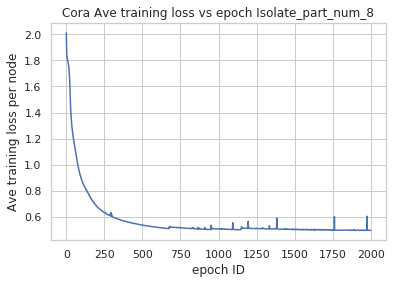 Cora Ave training loss vs epoch Isolate_part_num_8
Ave training loss per node
2.0
1.8
1.6
1.4
1.2
1.0
0.8
0.6
0 250 500 750 1000 1250 1500 1750 2000
epoch ID